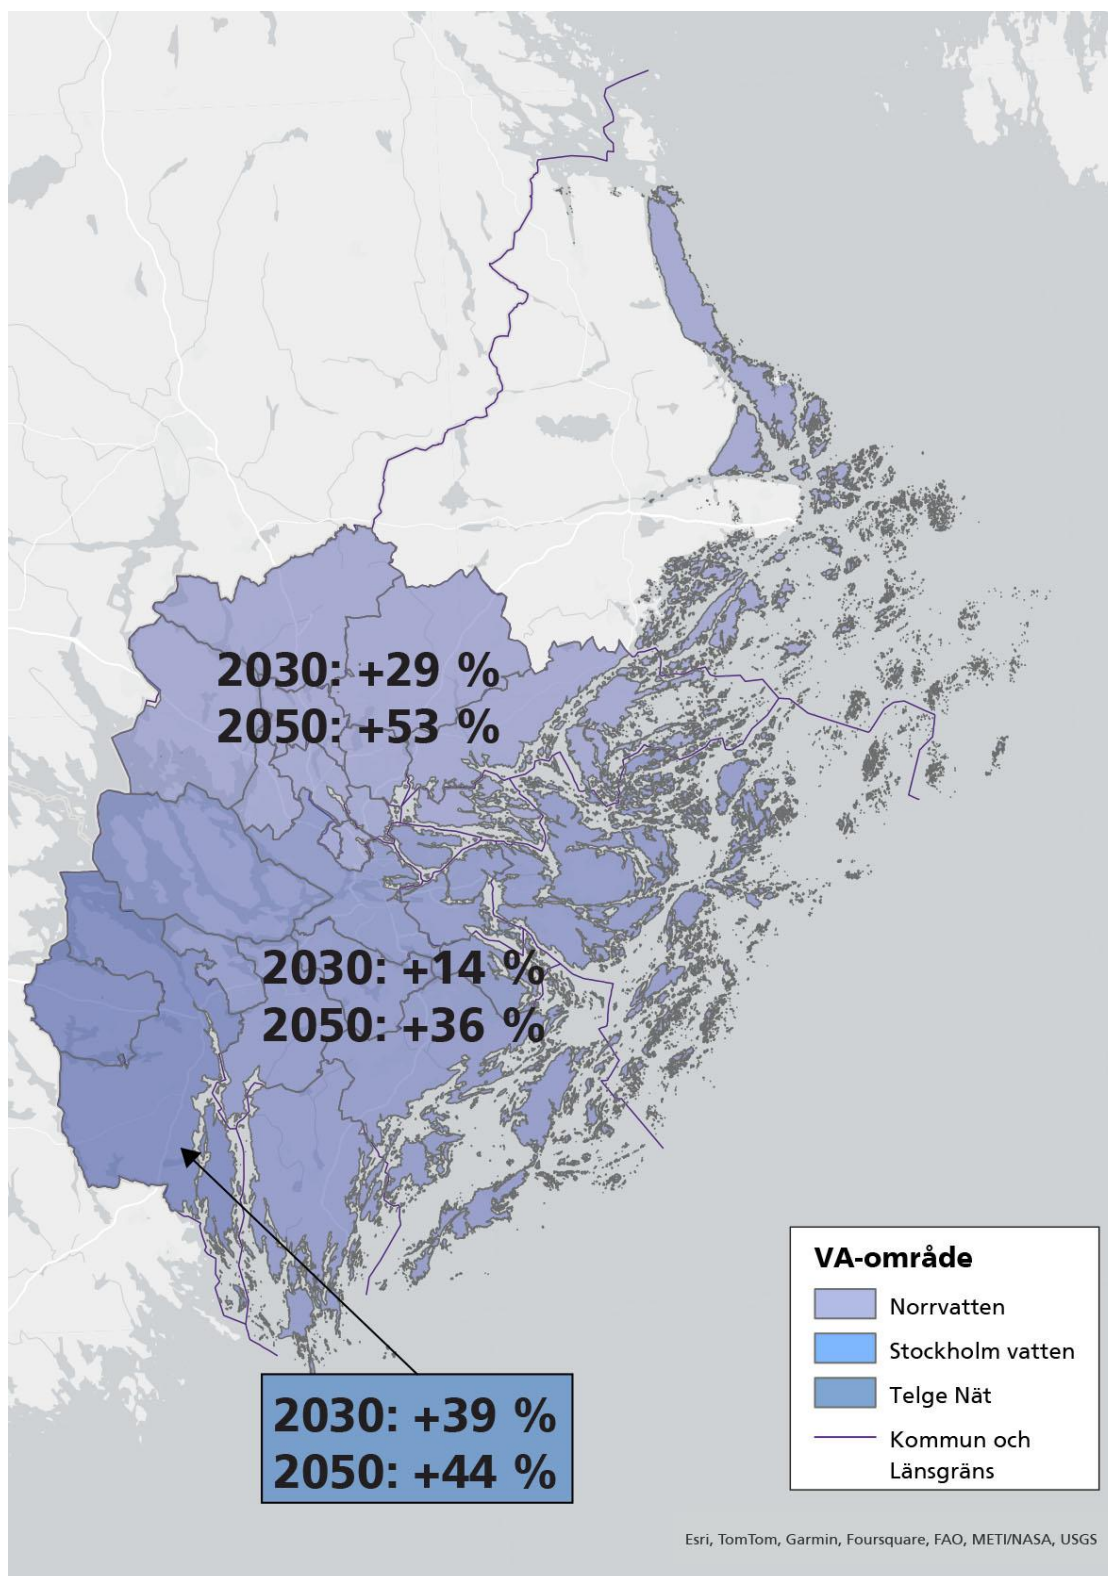 2030: +29 %
2050: +53 %
2030: +14 %
2050: +36 %
2030: +39 %
2050: +44 %
VA-område
Norrvatten
Stockholm vatten
Telge Nät
Kommun och
Länsgräns
Esri, TomTom, Garmin, Foursquare, FAO, METI/NASA, USGS